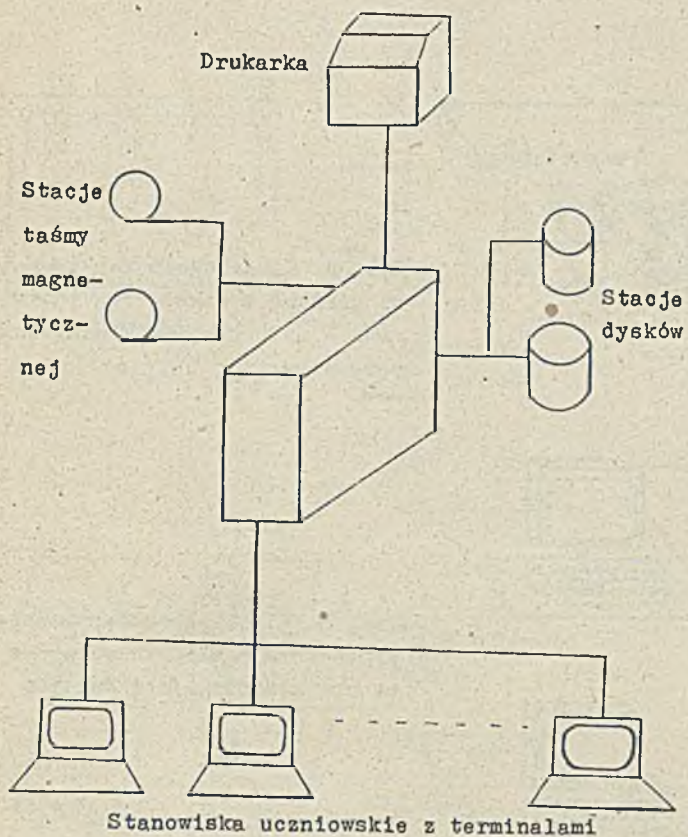 Drukarka
Stacje
taśmy
magne-
tycz-
nej
Stacje
dysków
Stanowiska uczniowskie z terminalami